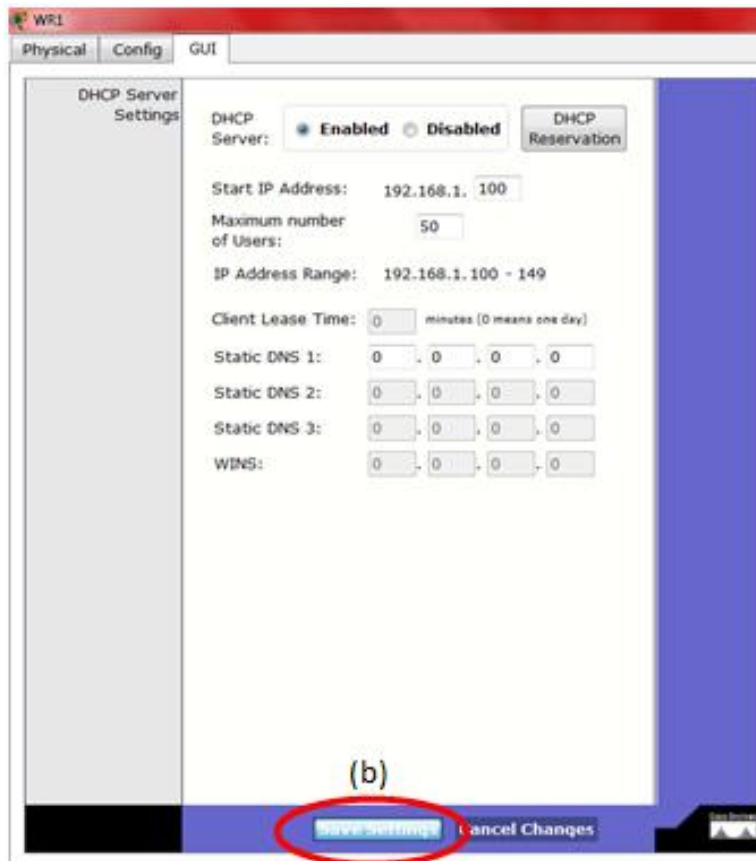 WR1
Physical Config GUI
DHCP Server
Settings
DHCP
Server:
Enabled Disabled
DHCP
Reservation
Start IP Address: 192.168.1. 100
Maximum number
of Users:
50
IP Address Range: 192.168.1.100 - 149
Client Lease Time: 0 minutes (0 means one day)
Static DNS 1: 0 . 0 . 0 . 0
Static DNS 2: 0 . 0 . 0 . 0
Static DNS 3: 0 . 0 . 0 . 0
WINS: 0 . 0 . 0 . 0
(b)
Save Settings Cancel Changes